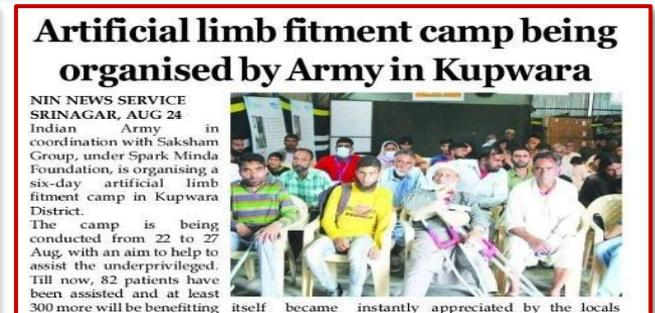 Artificial limb fitment camp being
organised by Army in Kupwara
NIN NEWS SERVICE
SRINAGAR, AUG 24
Indian Army in
coordination with Saksham
Group, under Spark Minda
Foundation, is organising a
six-day artificial limb
fitment camp in Kupwara
District.
The camp is being
conducted from 22 to 27
Aug, with an aim to help to
assist the underprivileged.
Till now, 82 patients have
been assisted and at least
300 more will be benefitting
itself became instantly appreciated by the locals